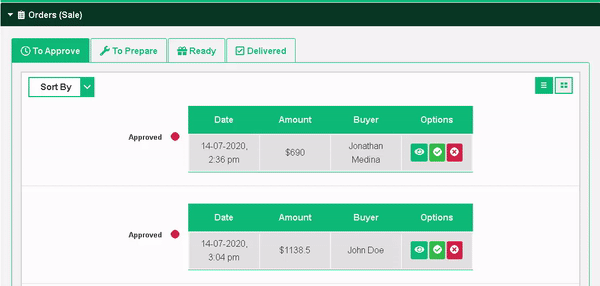 Orders (Sale)
To Approve To Prepare Ready Delivered
Sort By
Date Amount Buyer Options
Approved
14-07-2020, 2:36 pm $690 Jonathan Medina
Date Amount Buyer Options
Approved
14-07-2020, 3:04 pm $1138.5 John Doe